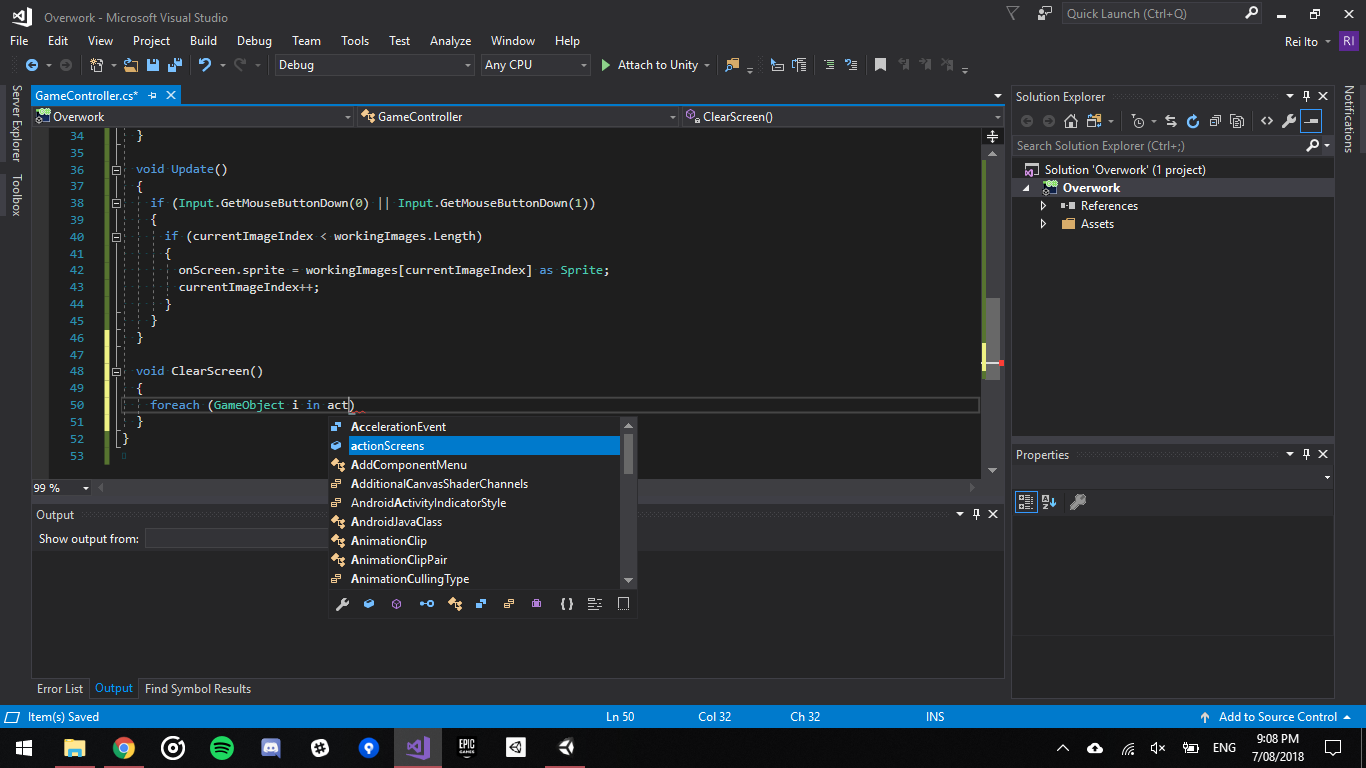 Overwork - Microsoft Visual Studio
Quick Launch (Ctrl+Q)
File Edit View Project Build Debug Team Tools Test Analyze Window Help
Rei Ito RI
Debug Any CPU Attach to Unity
Server Explorer
Toolbox
GameController.cs*
Overwork GameController ClearScreen()
34 }
35
36 void Update()
37 {
38 if (Input.GetMouseButtonDown(0) || Input.GetMouseButtonDown(1))
39 {
40 if (currentImageIndex < workingImages.Length)
41 {
42 onScreen.sprite = workingImages[currentImageIndex] as Sprite;
43 currentImageIndex++;
44 }
45 }
46 }
47
48 void ClearScreen()
49 {
50 foreach (GameObject i in act)
51 }
52 }
53
AccelerationEvent
actionScreens
AddComponentMenu
AdditionalCanvasShaderChannels
AndroidActivityIndicatorStyle
AndroidJavaClass
AnimationClip
AnimationClipPair
AnimationCullingType
99 %
Output
Show output from:
Error List Output Find Symbol Results
Solution Explorer
Search Solution Explorer (Ctrl+;)
Solution 'Overwork' (1 project)
Overwork
References
Assets
Properties
Notifications
Item(s) Saved Ln 50 Col 32 Ch 32 INS Add to Source Control
EPIC
GAMES
ENG
9:08 PM
7/08/2018